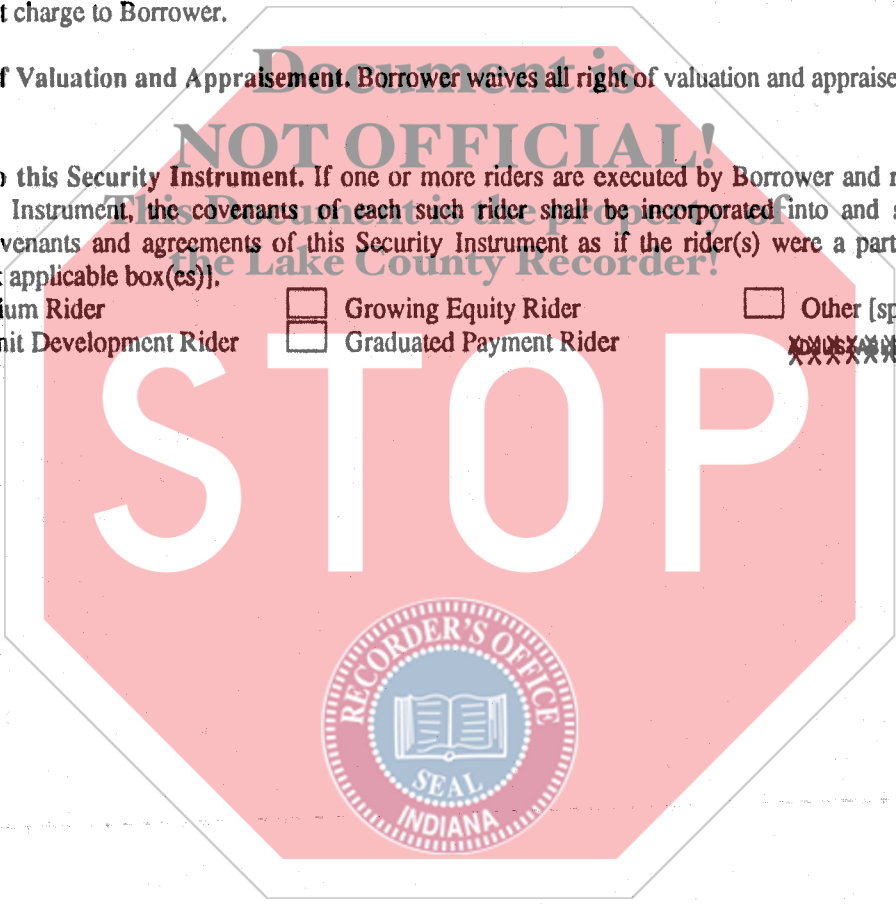 t charge to Borrower.
f Valuation and Appraisement. Borrower waives all right of valuation and appraise
Document is
NOT OFFICIAL!
This Document is the property of
the Lake County Recorder!
this Security Instrument. If one or more riders are executed by Borrower and r
Instrument, the covenants of each such rider shall be incorporated into and
venants and agreements of this Security Instrument as if the rider(s) were a part
applicable box(es)].
ium Rider
Growing Equity Rider
Other [sp
nit Development Rider
Graduated Payment Rider
STOP
RECORDER'S OFFICE
SEAL
INDIANA